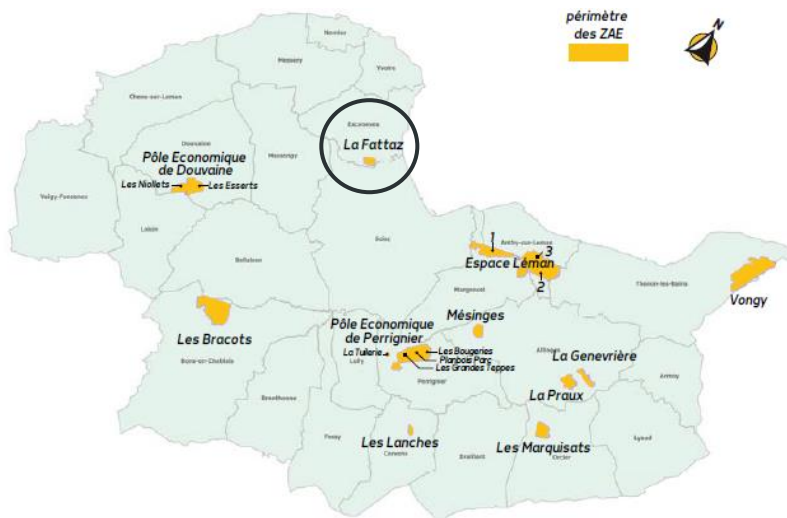 périmètre
des ZAE
N
Nernier
Messery
Yvoire
Chens-sur-Léman
Excenevex
La Fattaz
Douvaine
Pôle Economique
de Douvaine
Massongy
Les Niollets
Les Esserts
Veigy-Foncenex
Loisin
Sciez
Ballaison
1
Anthy-sur-Léman
3
Espace Léman
2
Thonon-les-Bains
Vongy
Margencel
Mésinges
Les Bracots
Pôle Economique
de Perrignier
Bons-en-Chablais
La Tuilerie
Les Bougeries
Planbois Parc
Les Grandes Teppes
Lully
Perrignier
Allinges
La Genevrière
Armoy
La Praux
Brenthonne
Fessy
Les Lanches
Cervens
Draillant
Les Marquisats
Orcier
Lyaud